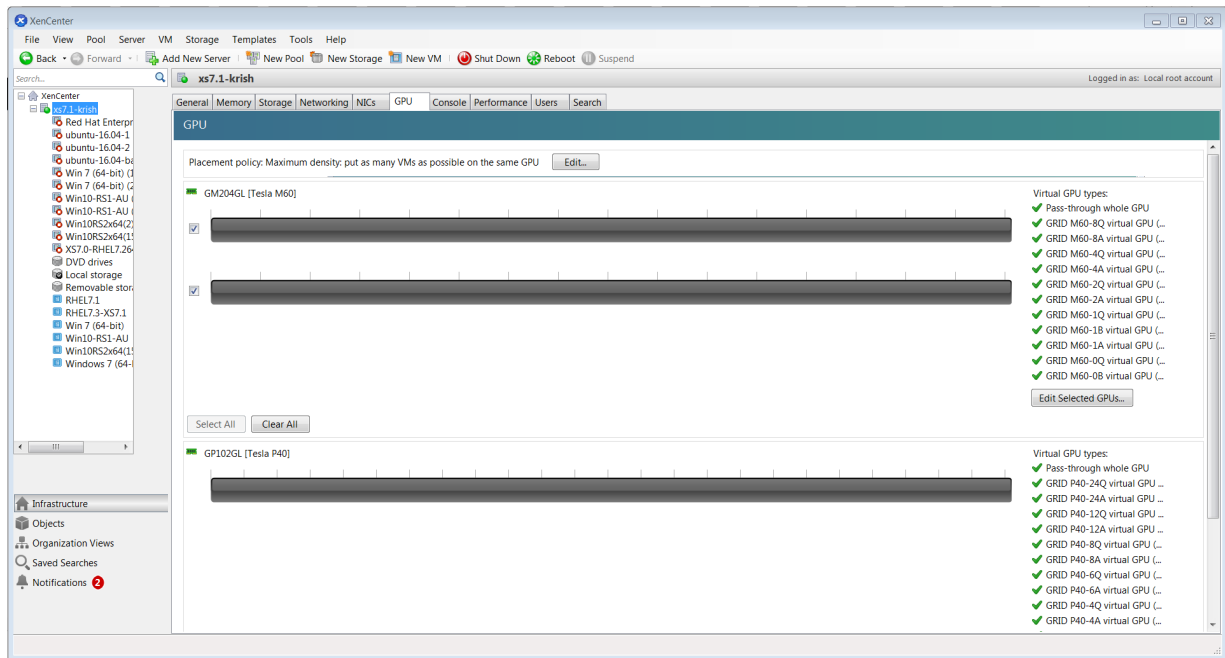 XenCenter
File View Pool Server VM Storage Templates Tools Help
Back Forward Add New Server New Pool New Storage New VM Shut Down Reboot Suspend
Search...
xs7.1-krish
Logged in as: Local root account
XenCenter
xs7.1-krish
Red Hat Enterpr
ubuntu-16.04-1
ubuntu-16.04-2
ubuntu-16.04-ba
Win 7 (64-bit) (1
Win 7 (64-bit) (2
Win10-RS1-AU (
Win10-RS1-AU (
Win10RS2x64(2)
Win10RS2x64(15
XS7.0-RHEL7.264
DVD drives
Local storage
Removable stora
RHEL7.1
RHEL7.3-XS7.1
Win 7 (64-bit)
Win10-RS1-AU
Win10RS2x64(15
Windows 7 (64-
Infrastructure
Objects
Organization Views
Saved Searches
Notifications 2
General Memory Storage Networking NICs GPU Console Performance Users Search
GPU
Placement policy: Maximum density: put as many VMs as possible on the same GPU Edit...
GM204GL [Tesla M60]
Virtual GPU types:
Pass-through whole GPU
GRID M60-8Q virtual GPU (...
GRID M60-8A virtual GPU (...
GRID M60-4Q virtual GPU (...
GRID M60-4A virtual GPU (...
GRID M60-2Q virtual GPU (...
GRID M60-2A virtual GPU (...
GRID M60-1Q virtual GPU (...
GRID M60-1B virtual GPU (...
GRID M60-1A virtual GPU (...
GRID M60-0Q virtual GPU (...
GRID M60-0B virtual GPU (...
Edit Selected GPUs...
Select All Clear All
GP102GL [Tesla P40]
Virtual GPU types:
Pass-through whole GPU
GRID P40-24Q virtual GPU ...
GRID P40-24A virtual GPU ...
GRID P40-12Q virtual GPU ...
GRID P40-12A virtual GPU ...
GRID P40-8Q virtual GPU (...
GRID P40-8A virtual GPU (...
GRID P40-6Q virtual GPU (...
GRID P40-6A virtual GPU (...
GRID P40-4Q virtual GPU (...
GRID P40-4A virtual GPU (...